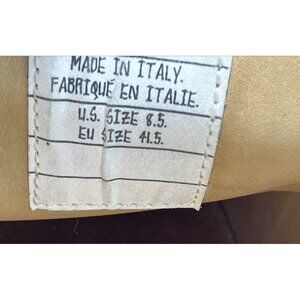 MADE IN ITALY.
FABRIQUÉ EN ITALIE.
U.S. SIZE 8.5.
EU SIZE 41.5.